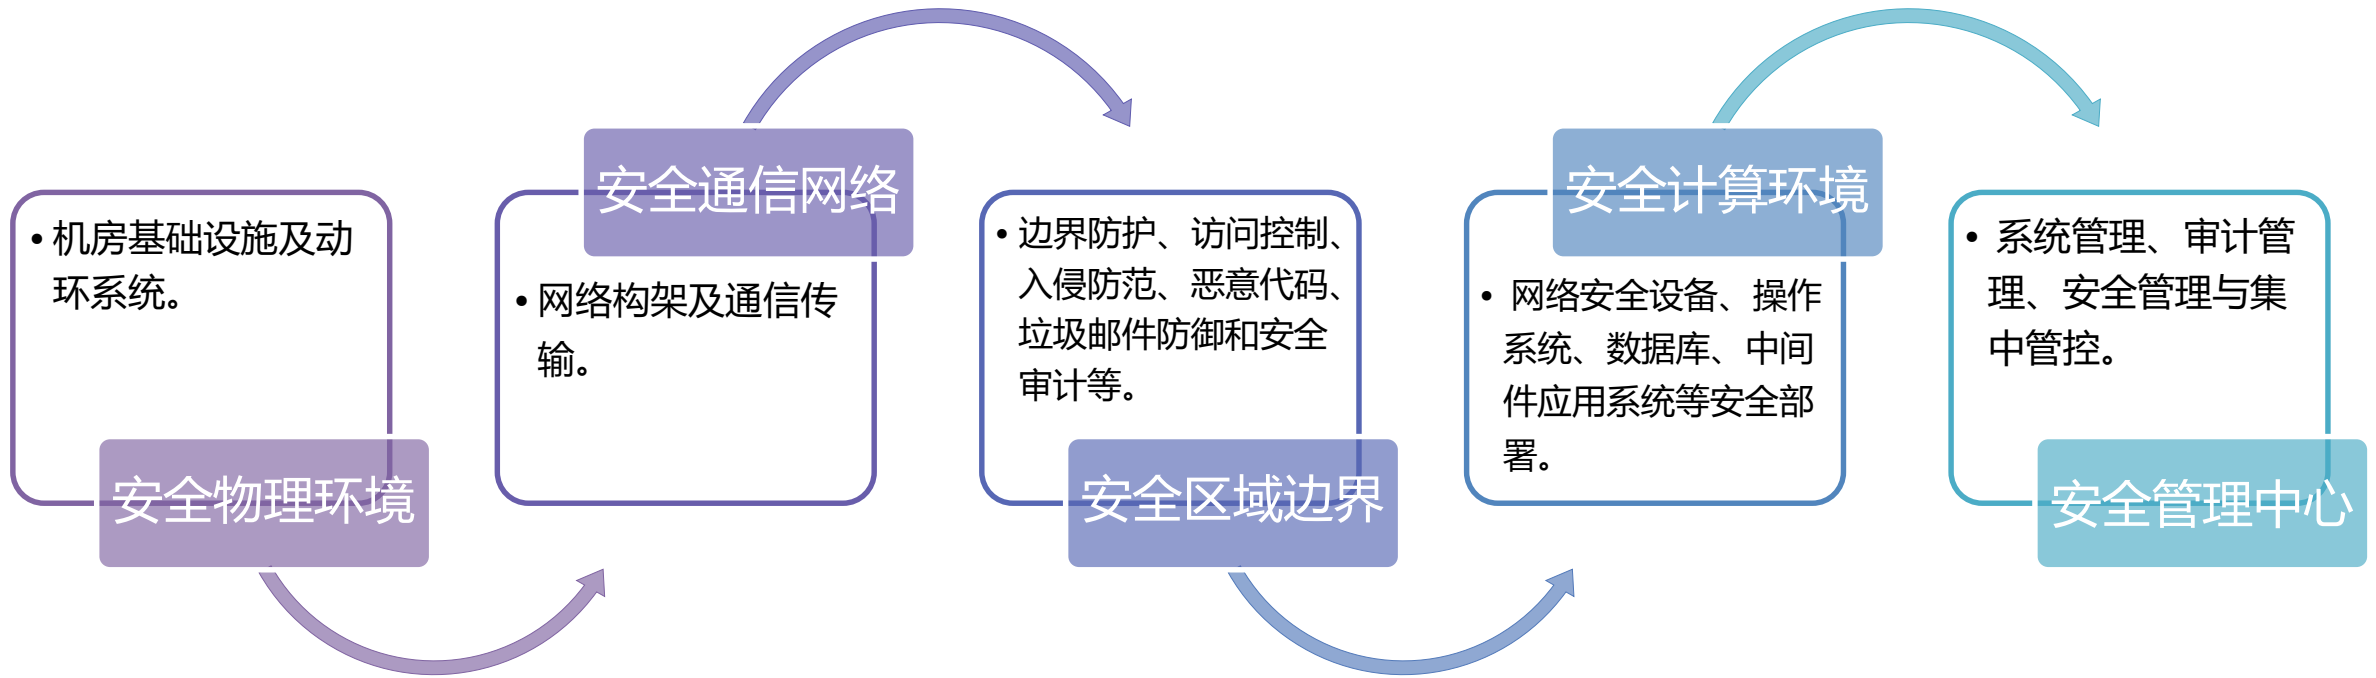 • 机房基础设施及动
环系统。
安全物理环境
安全通信网络
• 网络构架及通信传
输。
• 边界防护、访问控制、
入侵防范、恶意代码、
垃圾邮件防御和安全
审计等。
安全区域边界
安全计算环境
• 网络安全设备、操作
系统、数据库、中间
件应用系统等安全部
署。
• 系统管理、审计管
理、安全管理与集
中管控。
安全管理中心